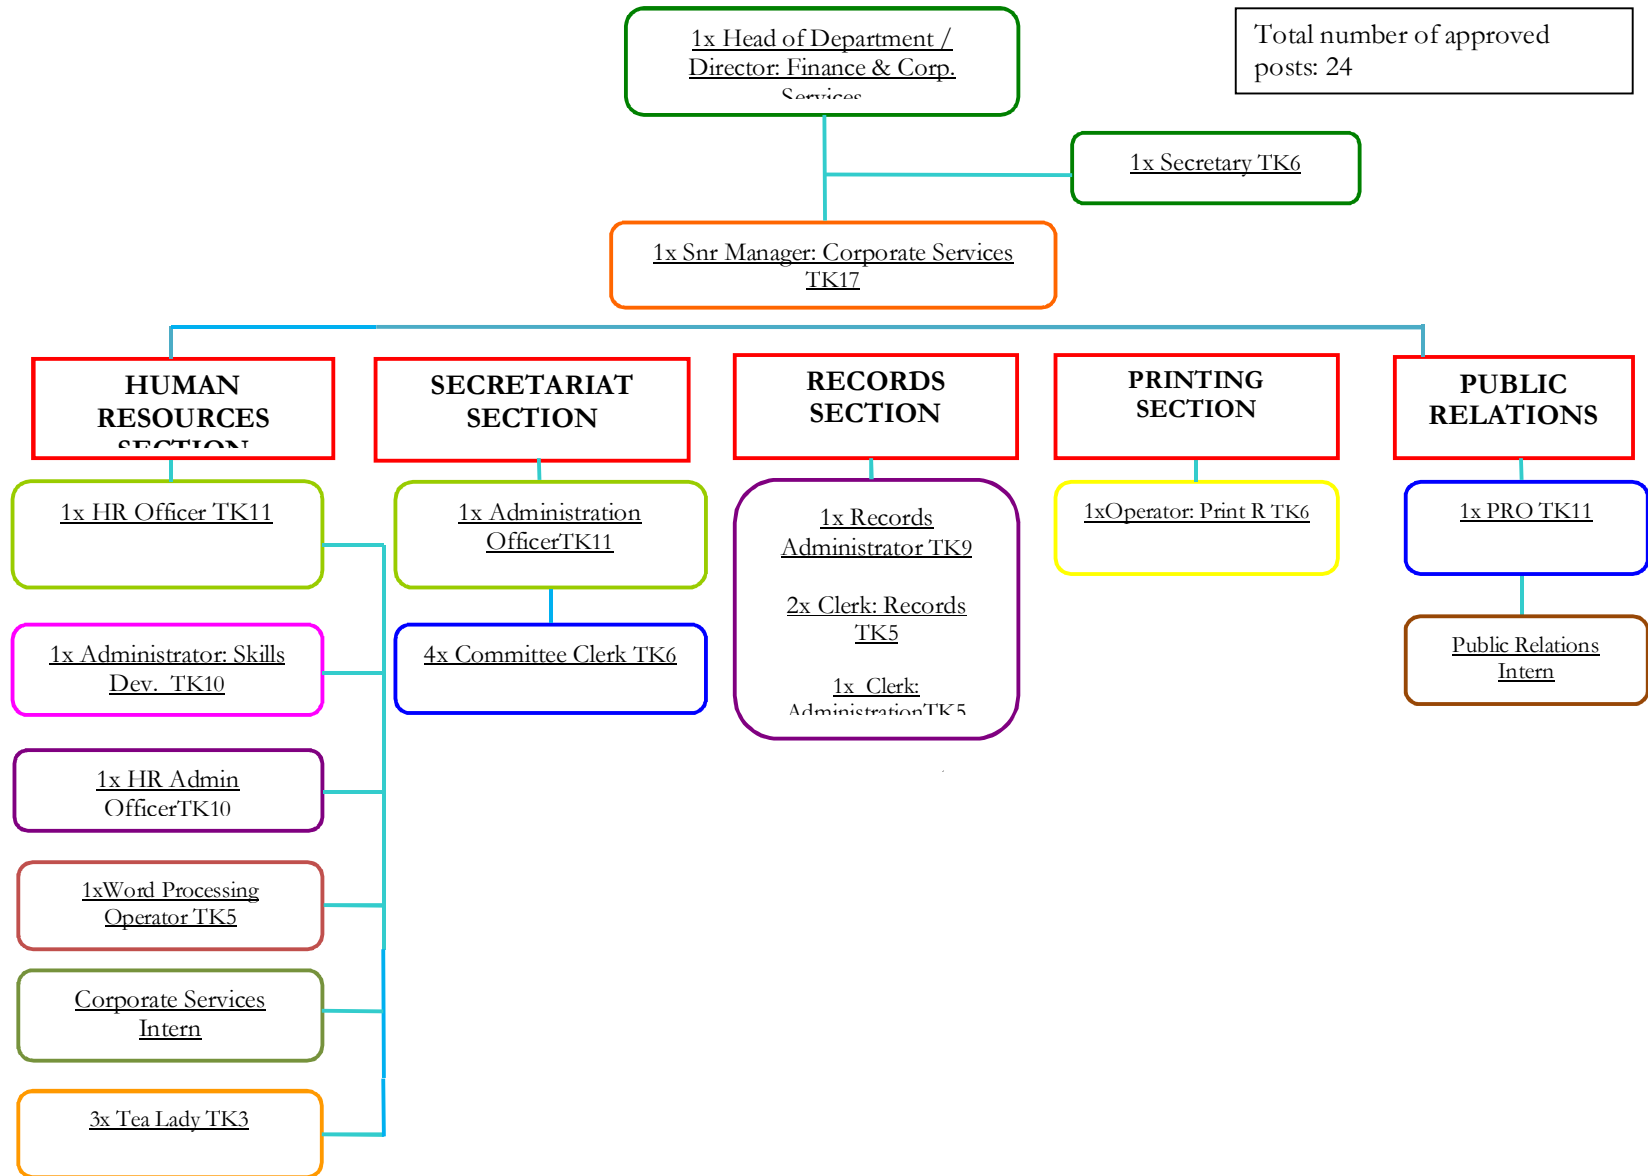 1x Head of Department /
Director: Finance & Corp.
Services
Total number of approved
posts: 24
1x Secretary TK6
1x Snr Manager: Corporate Services
TK17
HUMAN
RESOURCES
SECTION
SECRETARIAT
SECTION
RECORDS
SECTION
PRINTING
SECTION
PUBLIC
RELATIONS
1x HR Officer TK11
1x Administrator: Skills
Dev. TK10
1x HR Admin
OfficerTK10
1xWord Processing
Operator TK5
Corporate Services
Intern
3x Tea Lady TK3
1x Administration
OfficerTK11
4x Committee Clerk TK6
1x Records
Administrator TK9
2x Clerk: Records
TK5
1x Clerk:
AdministrationTK5
1xOperator: Print R TK6
1x PRO TK11
Public Relations
Intern